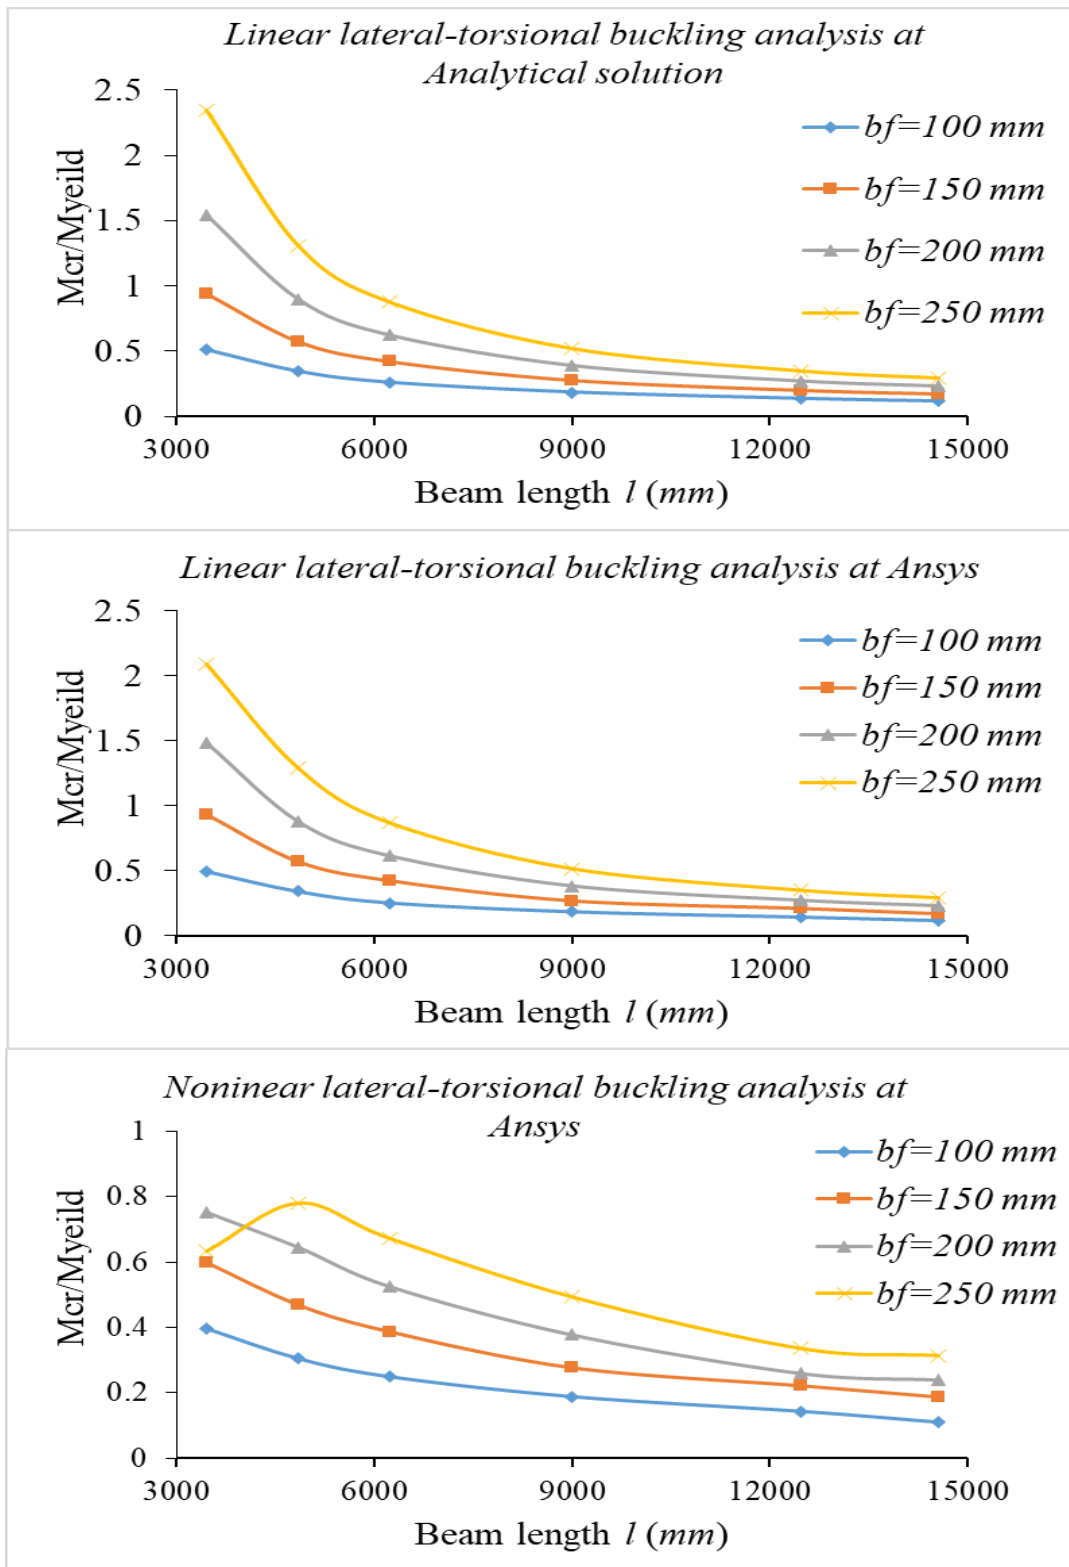 Linear lateral-torsional buckling analysis at
Analytical solution
2.5
2
1.5
1
0.5
0
Mcr/Myeild
bf=100 mm
bf=150 mm
bf=200 mm
bf=250 mm
3000 6000 9000 12000 15000
Beam length l (mm)
Linear lateral-torsional buckling analysis at Ansys
2.5
2
1.5
1
0.5
0
Mcr/Myeild
bf=100 mm
bf=150 mm
bf=200 mm
bf=250 mm
3000 6000 9000 12000 15000
Beam length l (mm)
Noninear lateral-torsional buckling analysis at
Ansys
1
0.8
0.6
0.4
0.2
0
Mcr/Myeild
bf=100 mm
bf=150 mm
bf=200 mm
bf=250 mm
3000 6000 9000 12000 15000
Beam length l (mm)